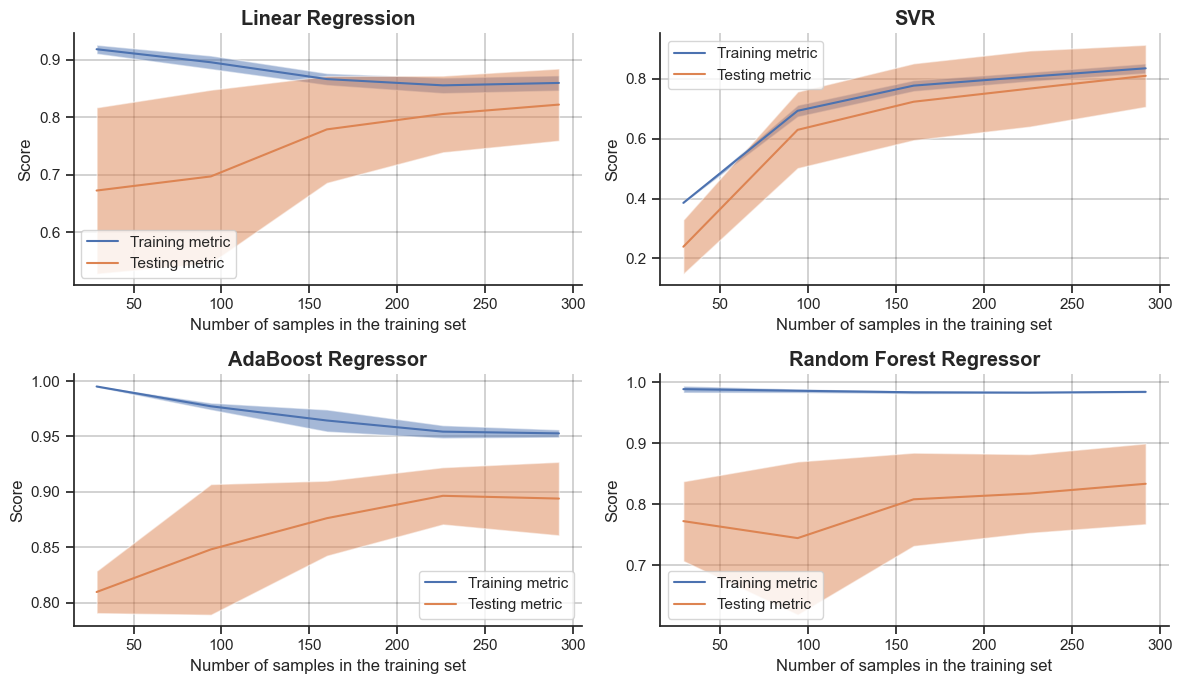 Linear Regression
0.9
0.8
0.7
0.6
Score
Training metric
Testing metric
50
100
150
200
250
300
Number of samples in the training set
SVR
0.8
0.6
0.4
0.2
Score
Training metric
Testing metric
50
100
150
200
250
300
Number of samples in the training set
AdaBoost Regressor
1.00
0.95
0.90
0.85
0.80
Score
Training metric
Testing metric
50
100
150
200
250
300
Number of samples in the training set
Random Forest Regressor
1.0
0.9
0.8
0.7
Score
Training metric
Testing metric
50
100
150
200
250
300
Number of samples in the training set